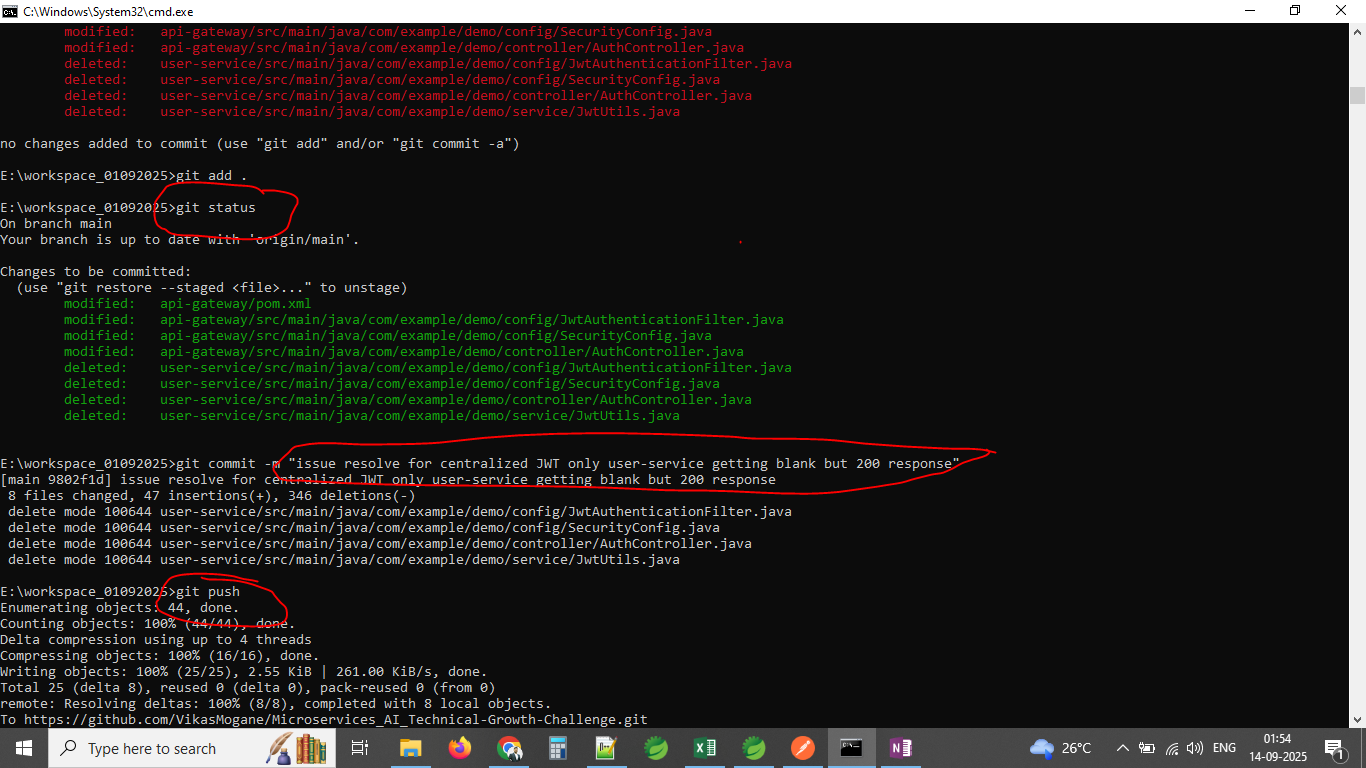 C:\Windows\System32\cmd.exe
        modified:   api-gateway/src/main/java/com/example/demo/config/SecurityConfig.java
        modified:   api-gateway/src/main/java/com/example/demo/controller/AuthController.java
        deleted:    user-service/src/main/java/com/example/demo/config/JwtAuthenticationFilter.java
        deleted:    user-service/src/main/java/com/example/demo/config/SecurityConfig.java
        deleted:    user-service/src/main/java/com/example/demo/controller/AuthController.java
        deleted:    user-service/src/main/java/com/example/demo/service/JwtUtils.java
no changes added to commit (use "git add" and/or "git commit -a")
E:\workspace_01092025>git add .
E:\workspace_01092025>git status
On branch main
Your branch is up to date with 'origin/main'.
Changes to be committed:
  (use "git restore --staged <file>..." to unstage)
        modified:   api-gateway/pom.xml
        modified:   api-gateway/src/main/java/com/example/demo/config/JwtAuthenticationFilter.java
        modified:   api-gateway/src/main/java/com/example/demo/config/SecurityConfig.java
        modified:   api-gateway/src/main/java/com/example/demo/controller/AuthController.java
        deleted:    user-service/src/main/java/com/example/demo/config/JwtAuthenticationFilter.java
        deleted:    user-service/src/main/java/com/example/demo/config/SecurityConfig.java
        deleted:    user-service/src/main/java/com/example/demo/controller/AuthController.java
        deleted:    user-service/src/main/java/com/example/demo/service/JwtUtils.java
E:\workspace_01092025>git commit -m "issue resolve for centralized JWT only user-service getting blank but 200 response"
[main 9802f1d] issue resolve for centralized JWT only user-service getting blank but 200 response
 8 files changed, 47 insertions(+), 346 deletions(-)
 delete mode 100644 user-service/src/main/java/com/example/demo/config/JwtAuthenticationFilter.java
 delete mode 100644 user-service/src/main/java/com/example/demo/config/SecurityConfig.java
 delete mode 100644 user-service/src/main/java/com/example/demo/controller/AuthController.java
 delete mode 100644 user-service/src/main/java/com/example/demo/service/JwtUtils.java
E:\workspace_01092025>git push
Enumerating objects: 44, done.
Counting objects: 100% (44/44), done.
Delta compression using up to 4 threads
Compressing objects: 100% (16/16), done.
Writing objects: 100% (25/25), 2.55 KiB | 261.00 KiB/s, done.
Total 25 (delta 8), reused 0 (delta 0), pack-reused 0 (from 0)
remote: Resolving deltas: 100% (8/8), completed with 8 local objects.
To https://github.com/VikasMogane/Microservices_AI_Technical-Growth-Challenge.git
Type here to search
26°C
ENG
01:54
14-09-2025
1